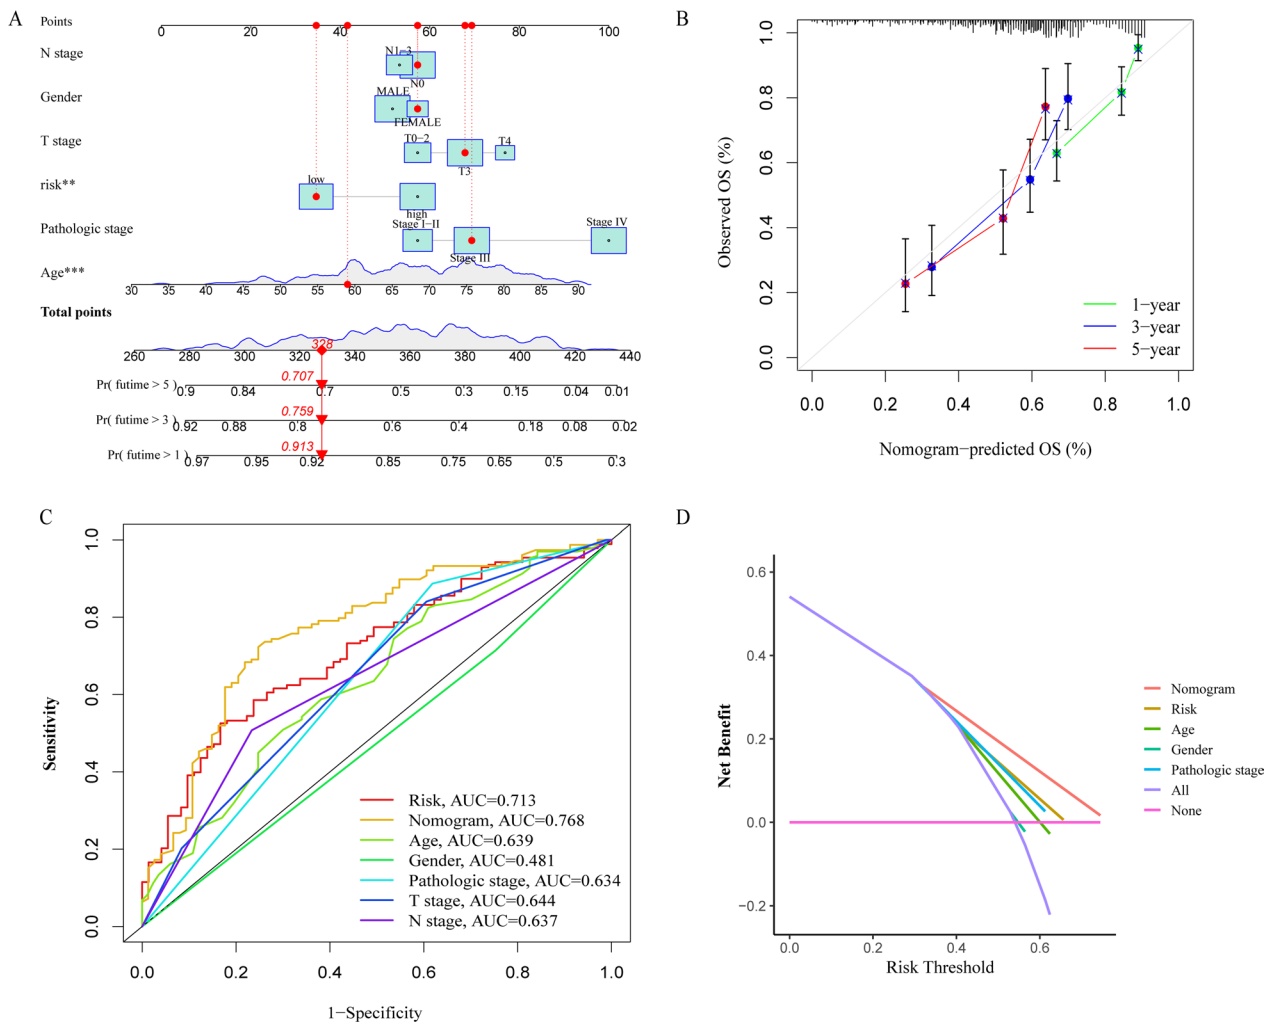 A
Points
0 20 40 60 80 100
N stage
N1−3
N0
Gender
MALE
FEMALE
T stage
T0−2
T3
T4
risk**
low
high
Pathologic stage
Stage I−II
Stage III
Stage IV
Age***
30 35 40 45 50 55 60 65 70 75 80 85 90
Total points
328
260 280 300 320 340 360 380 400 420 440
0.707
Pr( futime > 5 )
0.9 0.84 0.7 0.5 0.3 0.15 0.04 0.01
0.759
Pr( futime > 3 )
0.92 0.88 0.8 0.6 0.4 0.18 0.08 0.02
0.913
Pr( futime > 1 )
0.97 0.95 0.92 0.85 0.75 0.65 0.5 0.3
B
Observed OS (%)
1.0
0.8
0.6
0.4
0.2
0.0
1−year
3−year
5−year
0.0 0.2 0.4 0.6 0.8 1.0
Nomogram−predicted OS (%)
C
Sensitivity
1.0
0.8
0.6
0.4
0.2
0.0
Risk, AUC=0.713
Nomogram, AUC=0.768
Age, AUC=0.639
Gender, AUC=0.481
Pathologic stage, AUC=0.634
T stage, AUC=0.644
N stage, AUC=0.637
0.0 0.2 0.4 0.6 0.8 1.0
1−Specificity
D
Net Benefit
0.6
0.4
0.2
0.0
−0.2
0.0 0.2 0.4 0.6
Risk Threshold
Nomogram
Risk
Age
Gender
Pathologic stage
All
None